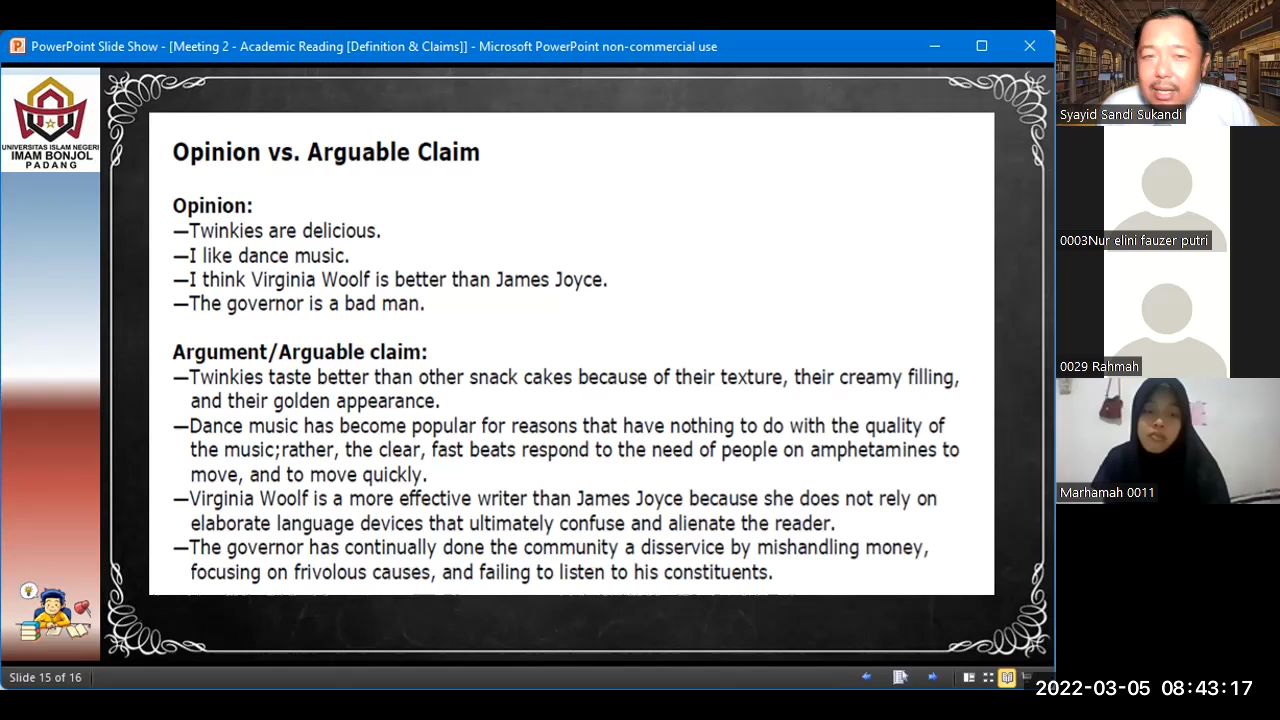 PowerPoint Slide Show - [Meeting 2 - Academic Reading [Definition & Claims]] - Microsoft PowerPoint non-commercial use
UNIVERSITAS ISLAM NEGERI
IMAM BONJOL
PADANG
Opinion vs. Arguable Claim
Opinion:
—Twinkies are delicious.
—I like dance music.
—I think Virginia Woolf is better than James Joyce.
—The governor is a bad man.
Argument/Arguable claim:
—Twinkies taste better than other snack cakes because of their texture, their creamy filling,
and their golden appearance.
—Dance music has become popular for reasons that have nothing to do with the quality of
the music;rather, the clear, fast beats respond to the need of people on amphetamines to
move, and to move quickly.
—Virginia Woolf is a more effective writer than James Joyce because she does not rely on
elaborate language devices that ultimately confuse and alienate the reader.
—The governor has continually done the community a disservice by mishandling money,
focusing on frivolous causes, and failing to listen to his constituents.
Slide 15 of 16
Syayid Sandi Sukandi
0003Nur elini fauzer putri
0029 Rahmah
Marhamah 0011
2022-03-05 08:43:17